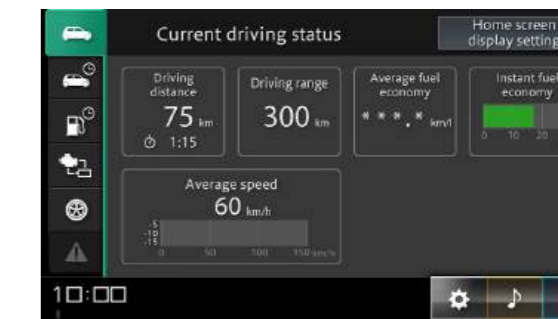 Current driving status
Home screen
display setting
Driving
distance
75 km
1:15
Driving range
300 km
Average fuel
economy
***.* km/l
Instant fuel
economy
0 10 20
Average speed
60 km/h
-5
-10
-15
0 50 100 150 km/h
10:00